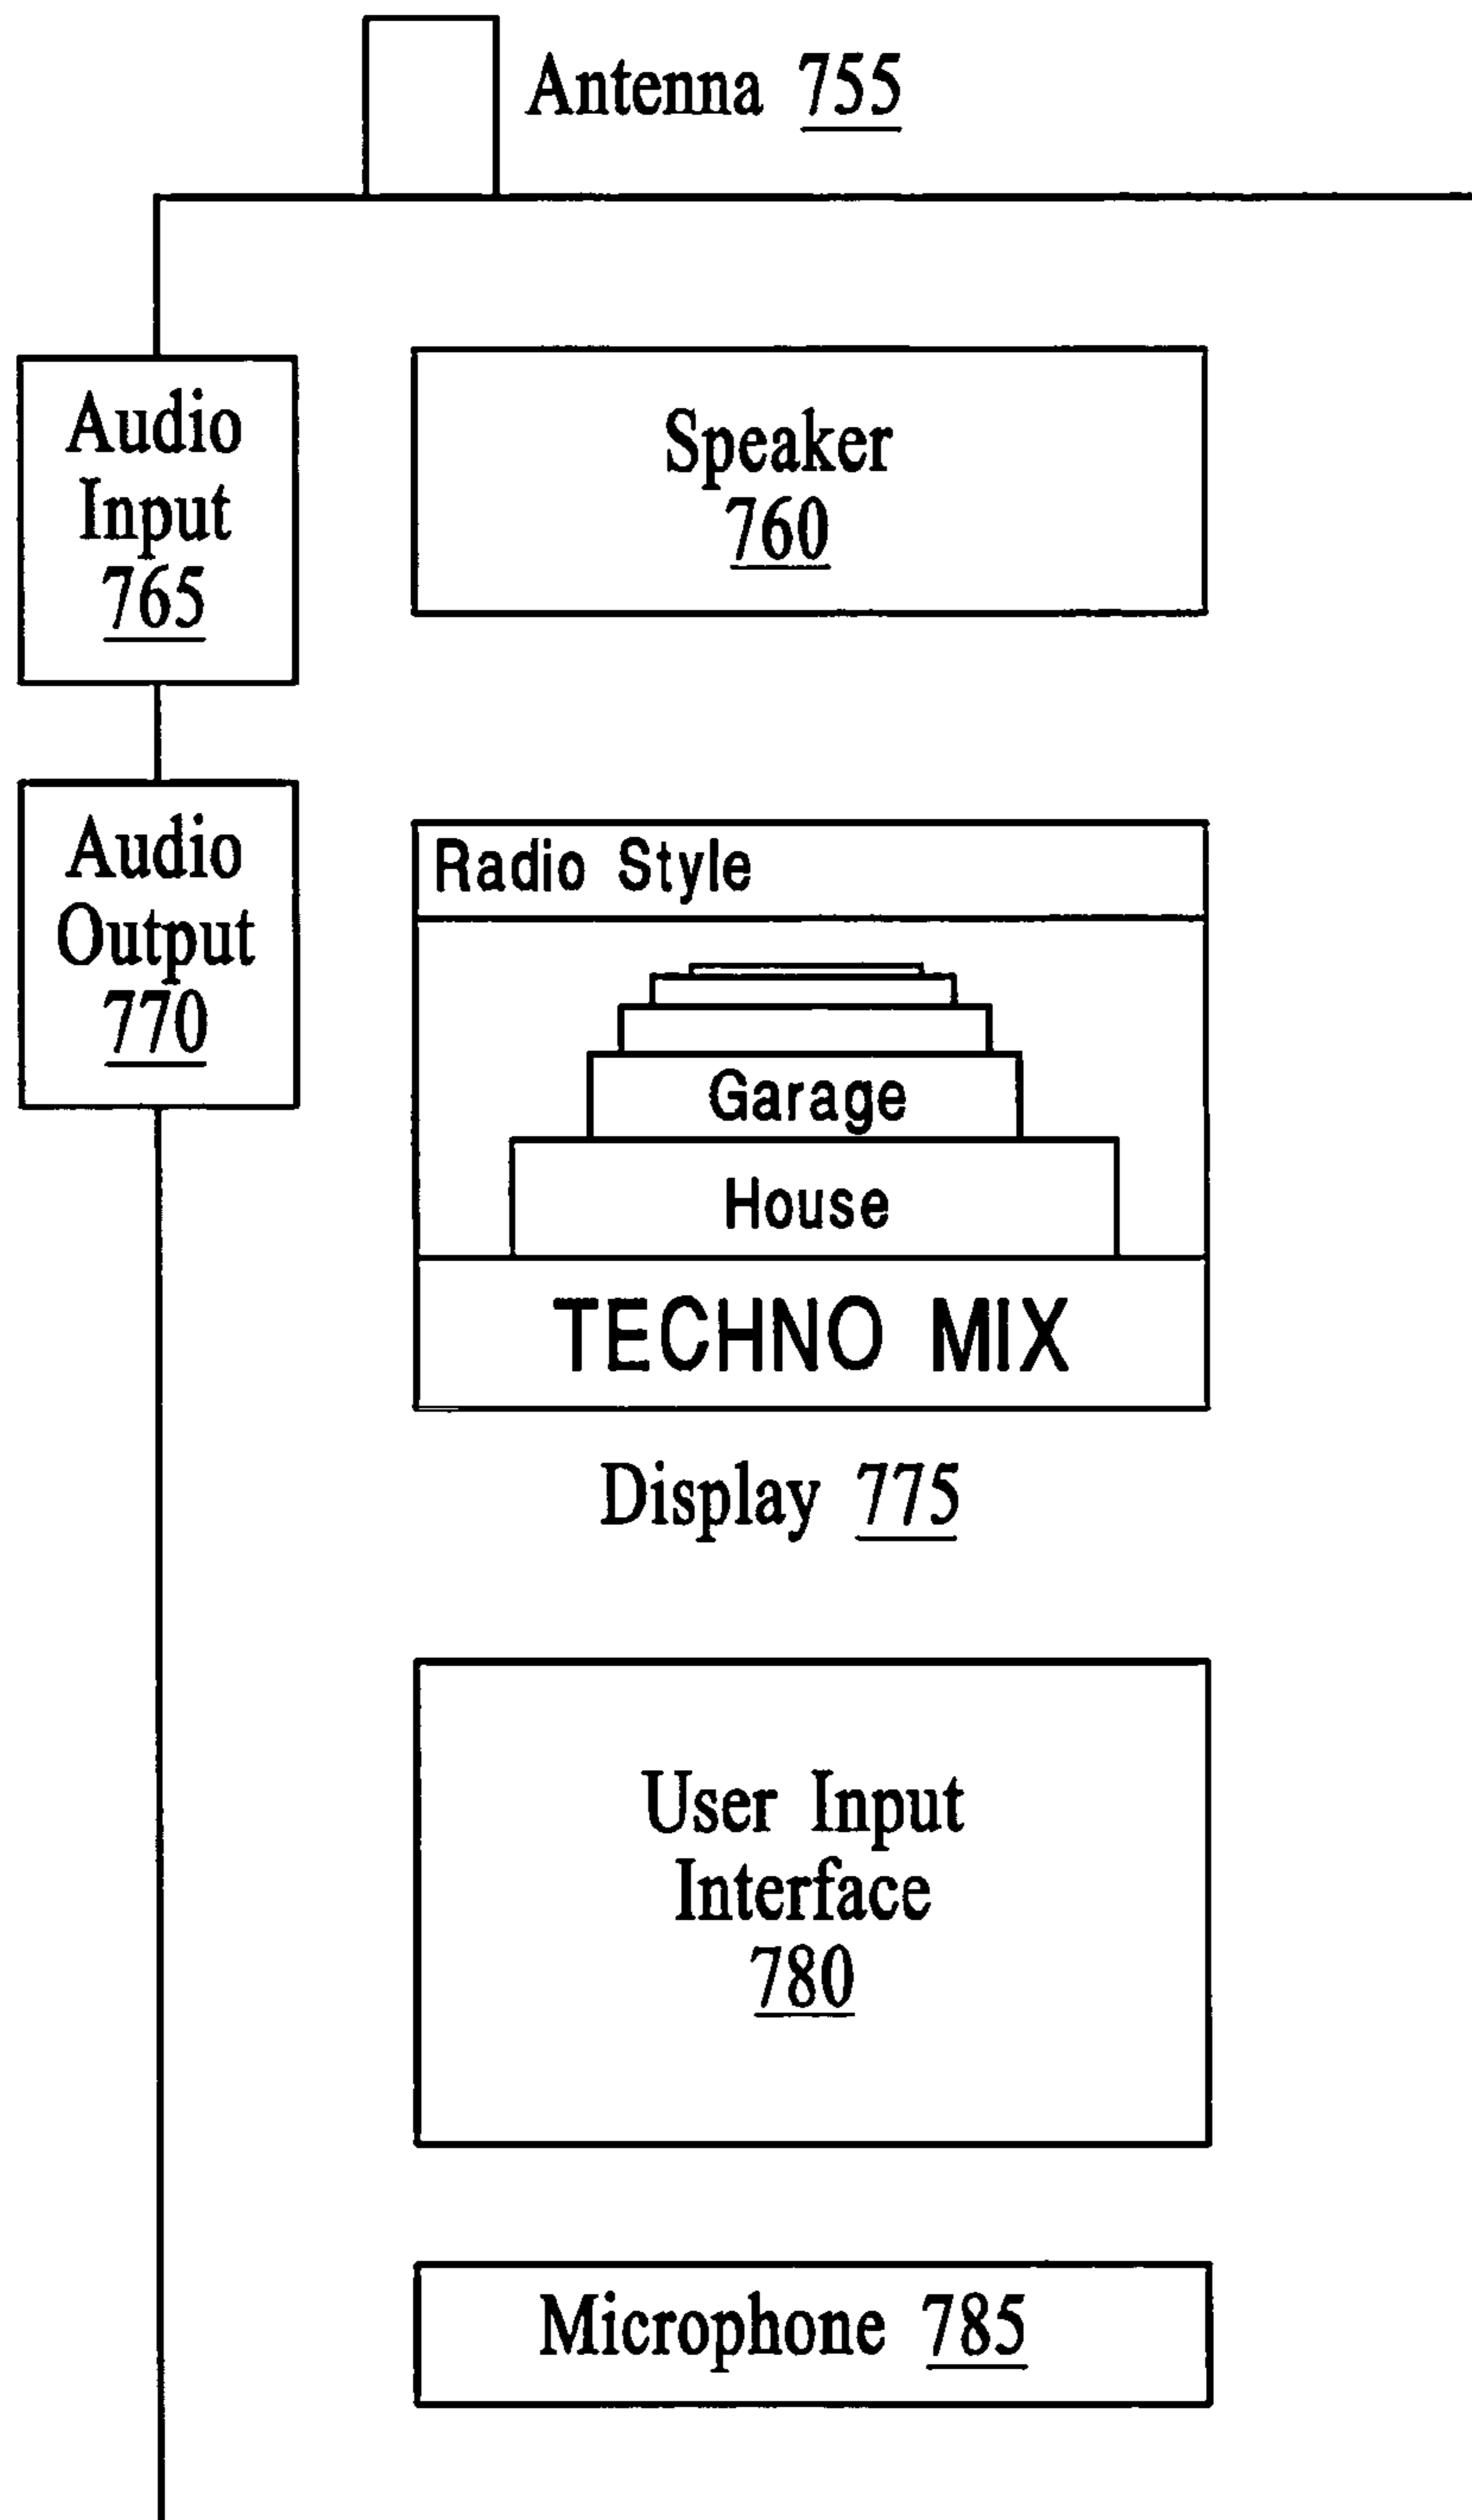 Antenna 755
Audio
Input
765
Speaker
760
Audio
Output
770
Radio Style
Garage
House
TECHNO MIX
Display 775
User Input
Interface
780
Microphone 785